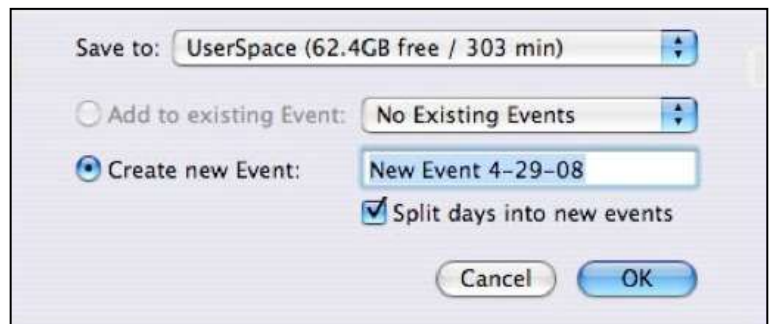 Save to: UserSpace (62.4GB free / 303 min)
Add to existing Event: No Existing Events
Create new Event: New Event 4-29-08
Split days into new events
Cancel OK